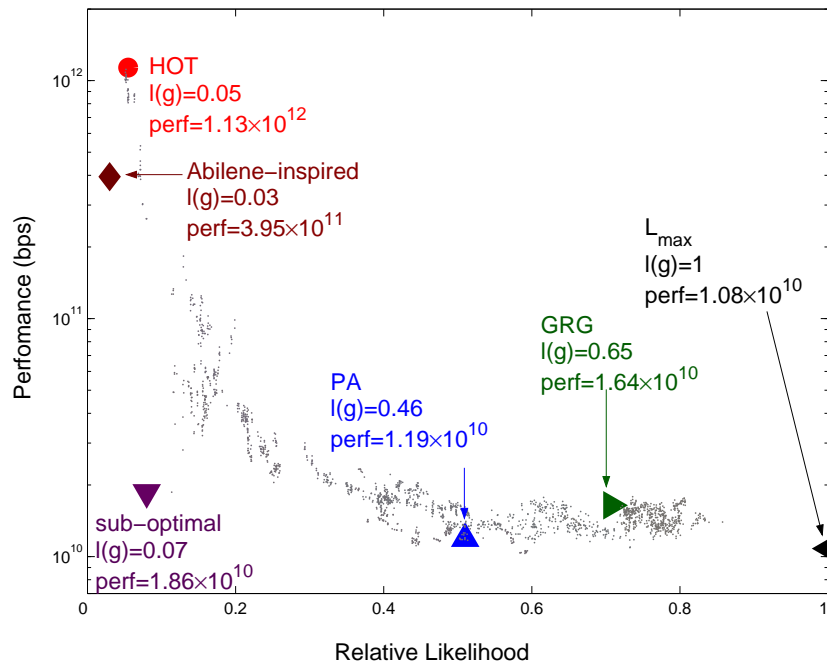 10^12
10^11
10^10
Perfomance (bps)
HOT
l(g)=0.05
perf=1.13×10^12
Abilene−inspired
l(g)=0.03
perf=3.95×10^11
L_max
l(g)=1
perf=1.08×10^10
GRG
l(g)=0.65
perf=1.64×10^10
PA
l(g)=0.46
perf=1.19×10^10
sub−optimal
l(g)=0.07
perf=1.86×10^10
0 0.2 0.4 0.6 0.8 1
Relative Likelihood